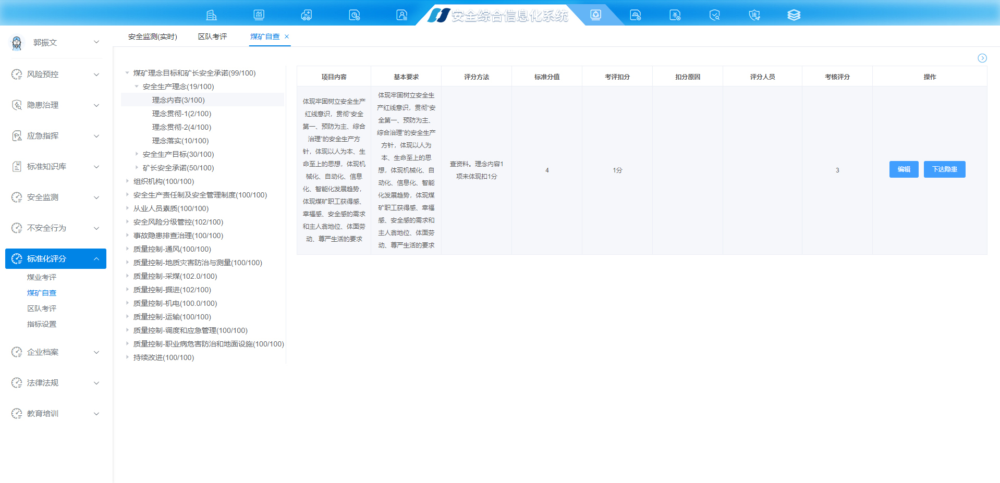 安全综合信息化系统
郭振文
风险预控
隐患治理
应急指挥
标准知识库
安全监测
不安全行为
标准化评分
煤业考评
煤矿自查
区队考评
指标设置
企业档案
法律法规
教育培训
安全监测(实时)
区队考评
煤矿自查
煤矿理念目标和矿长安全承诺(99/100)
安全生产理念(19/100)
理念内容(3/100)
理念贯彻-1(2/100)
理念贯彻-2(4/100)
理念落实(10/100)
安全生产目标(30/100)
矿长安全承诺(50/100)
组织机构(100/100)
安全生产责任制及安全管理制度(100/100)
从业人员素质(100/100)
安全风险分级管控(102/100)
事故隐患排查治理(100/100)
质量控制-通风(100/100)
质量控制-地质灾害防治与测量(100/100)
质量控制-采煤(102.0/100)
质量控制-掘进(102/100)
质量控制-机电(100.0/100)
质量控制-运输(100/100)
质量控制-调度和应急管理(100/100)
质量控制-职业病危害防治和地面设施(100/100)
持续改进(100/100)
项目内容
基本要求
评分方法
标准分值
考评扣分
扣分原因
评分人员
考核评分
操作
体现牢固树立安全生产
红线意识，贯彻“安全
第一、预防为主、综合
治理”的安全生产方
针，体现以人为本、生
命至上的思想，体现机
械化、自动化、信息
化、智能化发展趋势，
体现煤矿职工获得感、
幸福感、安全感的需求
和主人翁地位、体面劳
动、尊严生活的要求
体现牢固树立安全生
产红线意识，贯彻“安
全第一、预防为主、
综合治理”的安全生产
方针，体现以人为
本、生命至上的思
想，体现机械化、自
动化、信息化、智能
化发展趋势，体现煤
矿职工获得感、幸福
感、安全感的需求和
主人翁地位、体面劳
动、尊严生活的要求
查资料。理念内容1
项未体现扣1分
4
1分
3
编辑
下达隐患